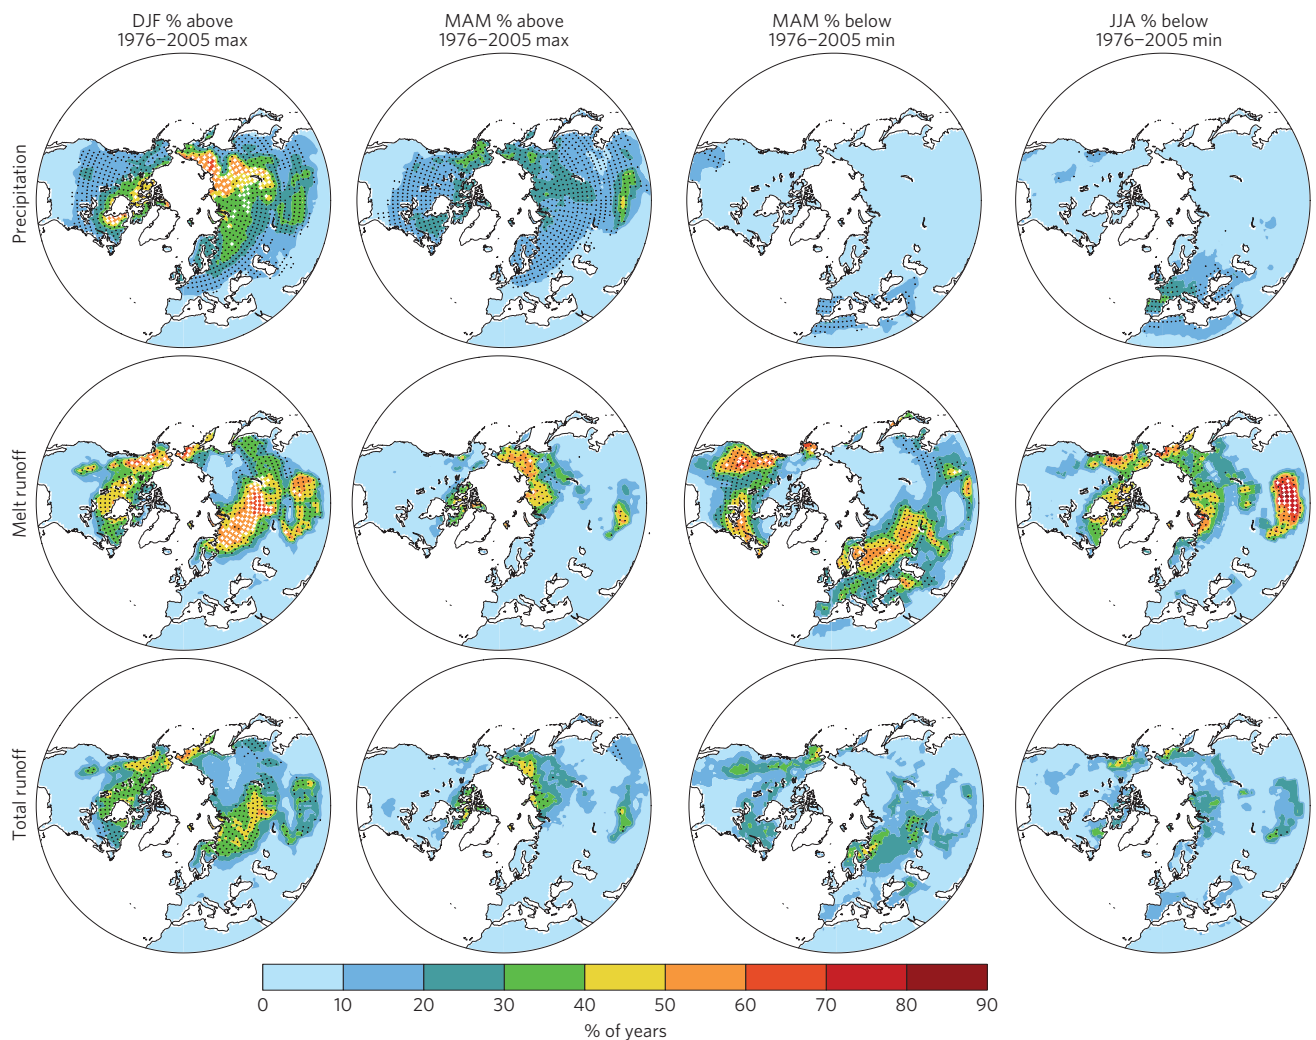 DJF % above
1976–2005 max
MAM % above
1976–2005 max
MAM % below
1976–2005 min
JJA % below
1976–2005 min
Precipitation
Melt runoff
Total runoff
0 10 20 30 40 50 60 70 80 90
% of years